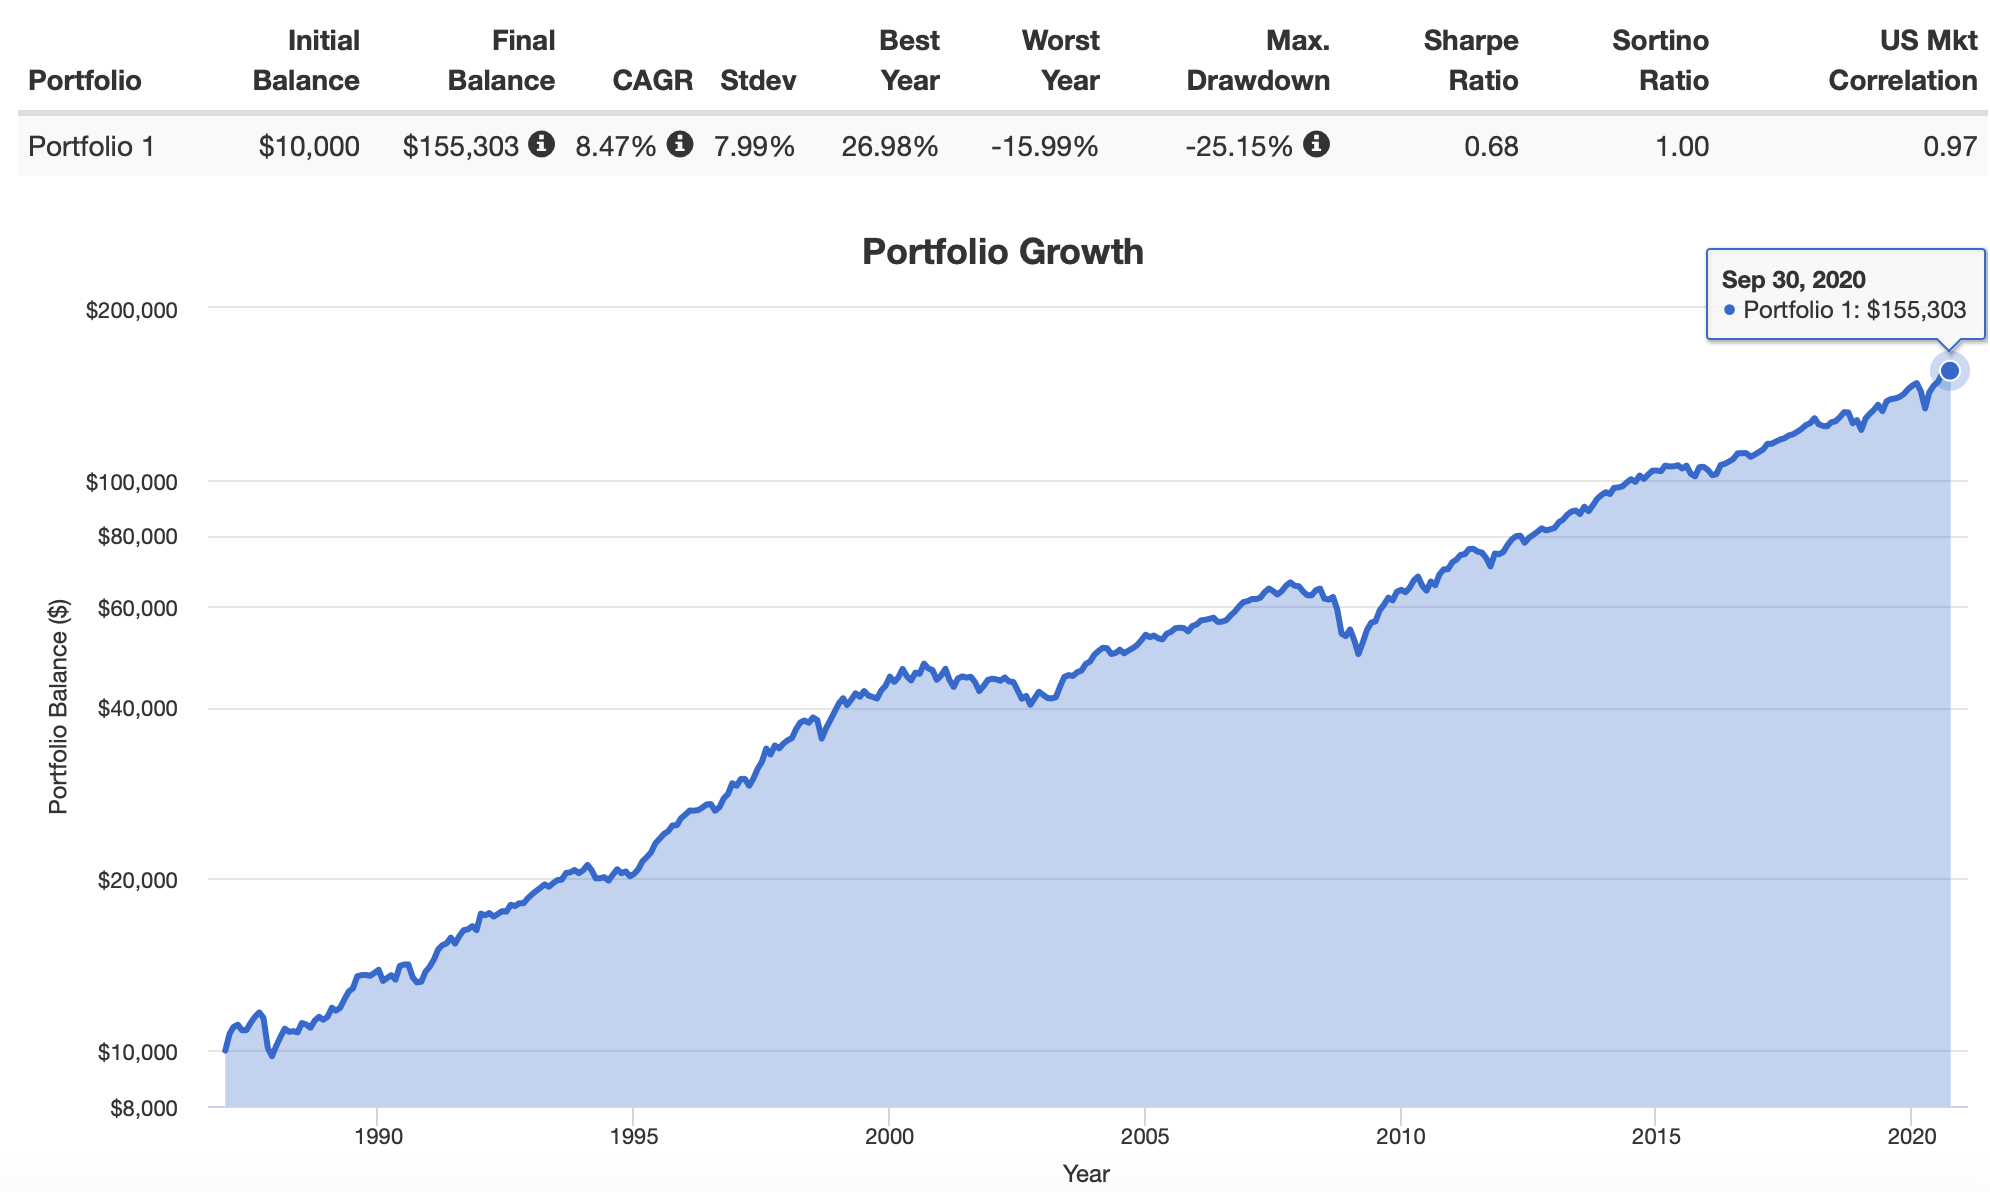 Portfolio Initial Balance Final Balance CAGR Stdev Best Year Worst Year Max. Drawdown Sharpe Ratio Sortino Ratio US Mkt Correlation
Portfolio 1 $10,000 $155,303 8.47% 7.99% 26.98% -15.99% -25.15% 0.68 1.00 0.97
Portfolio Growth
Sep 30, 2020
Portfolio 1: $155,303
Portfolio Balance ($)
$200,000
$100,000
$80,000
$60,000
$40,000
$20,000
$10,000
$8,000
1990 1995 2000 2005 2010 2015 2020
Year